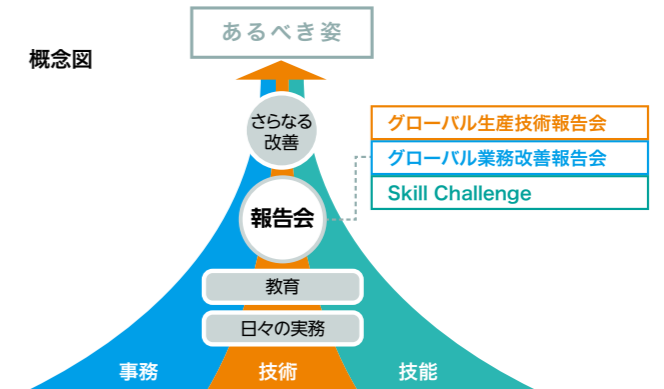 あるべき姿
概念図
さらなる
改善
グローバル生産技術報告会
グローバル業務改善報告会
Skill Challenge
報告会
教育
日々の実務
事務
技術
技能